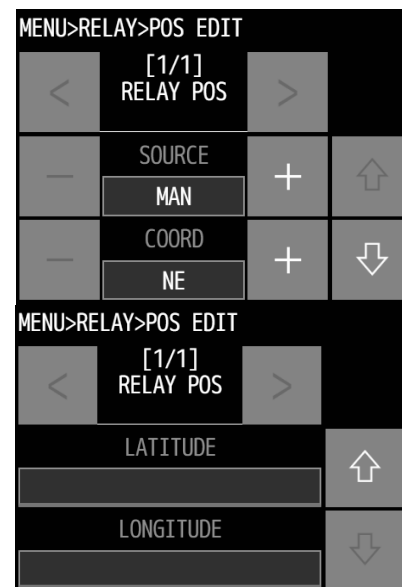 MENU>RELAY>POS EDIT
[1/1]
< RELAY POS >
SOURCE
− MAN +
COORD
− NE +
MENU>RELAY>POS EDIT
[1/1]
< RELAY POS >
LATITUDE
LONGITUDE